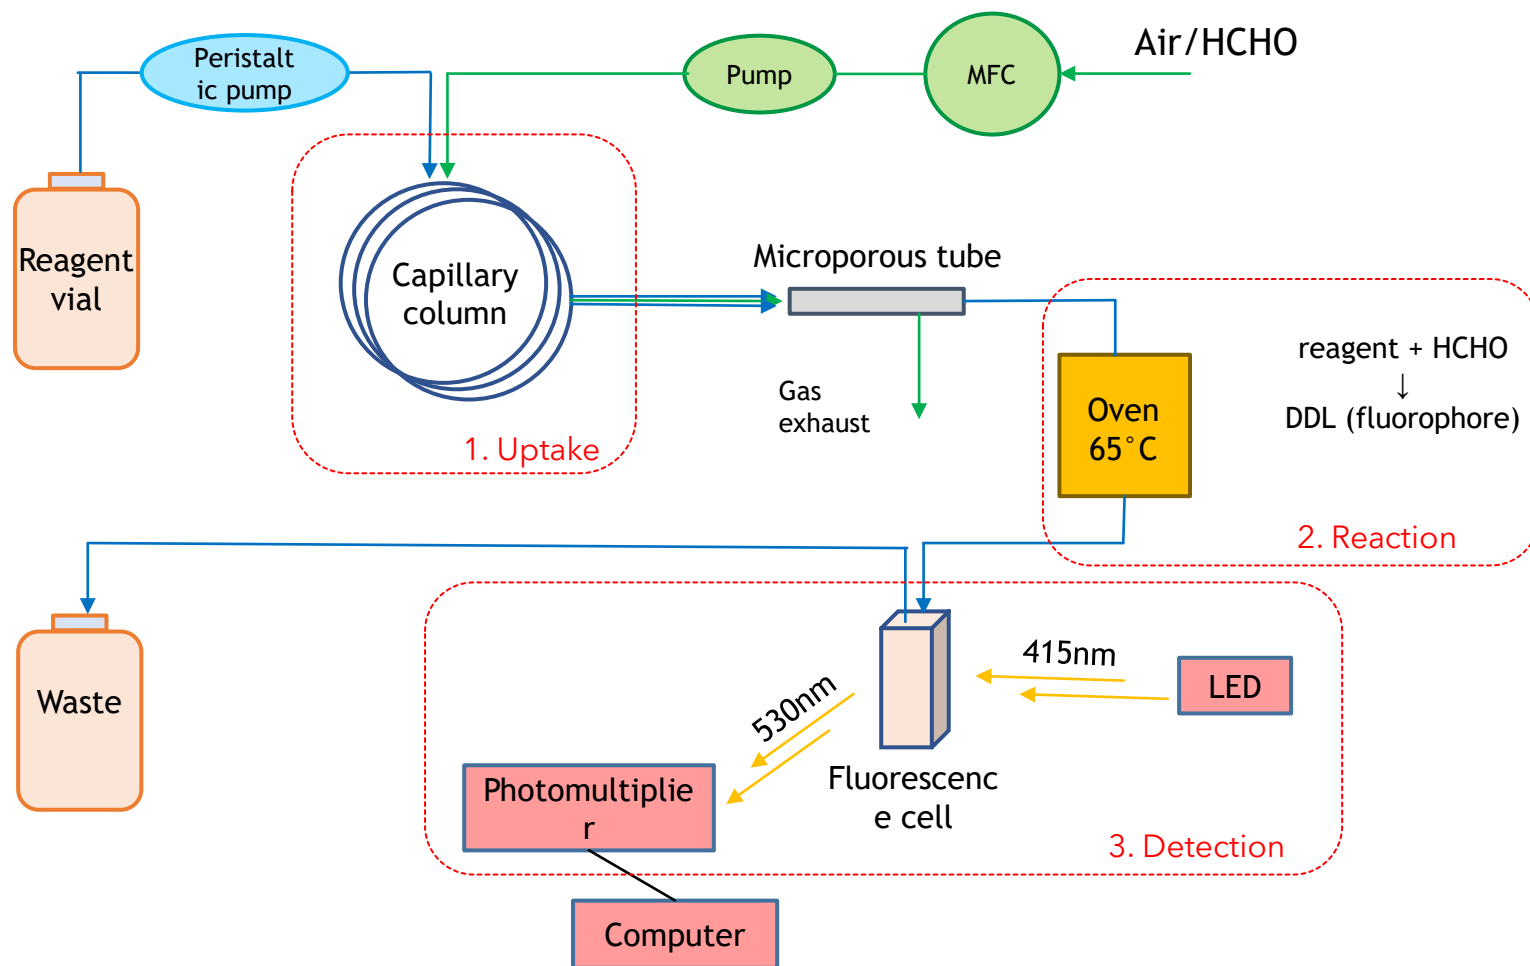 Air/HCHO
Peristalt
ic pump
Pump
MFC
Reagent
vial
Capillary
column
Microporous tube
1. Uptake
Gas
exhaust
Oven
65°C
reagent + HCHO
↓
DDL (fluorophore)
2. Reaction
Waste
415nm
LED
530nm
Fluorescenc
e cell
Photomultiplie
r
3. Detection
Computer